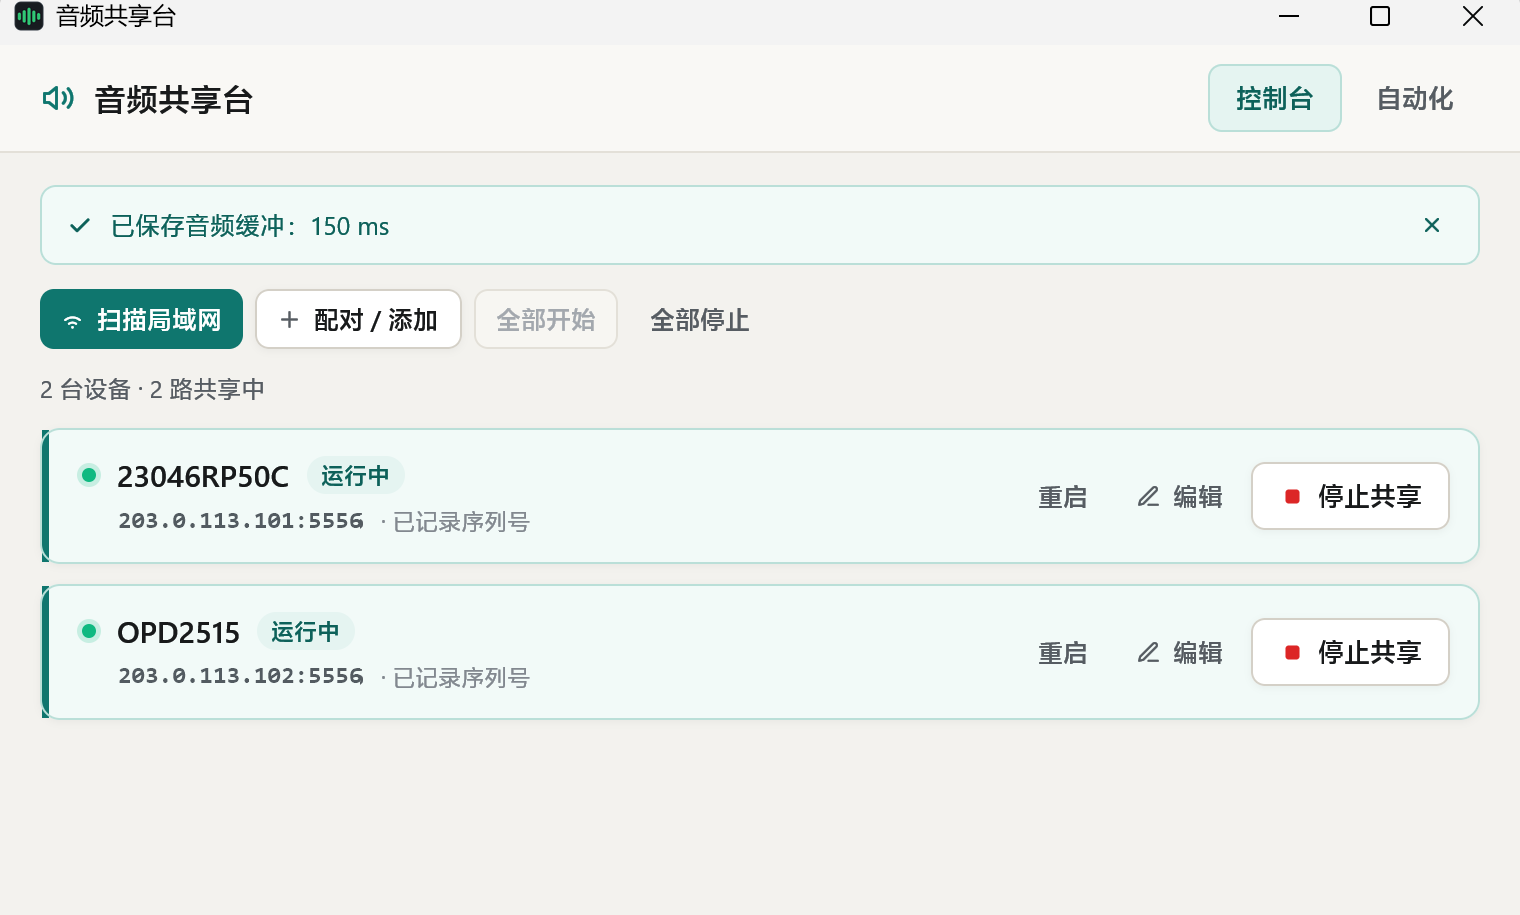 音频共享台
音频共享台
控制台
自动化
已保存音频缓冲：150 ms
扫描局域网
配对 / 添加
全部开始
全部停止
2 台设备 · 2 路共享中
23046RP50C 运行中
203.0.113.101:5556 · 已记录序列号
重启
编辑
停止共享
OPD2515 运行中
203.0.113.102:5556 · 已记录序列号
重启
编辑
停止共享